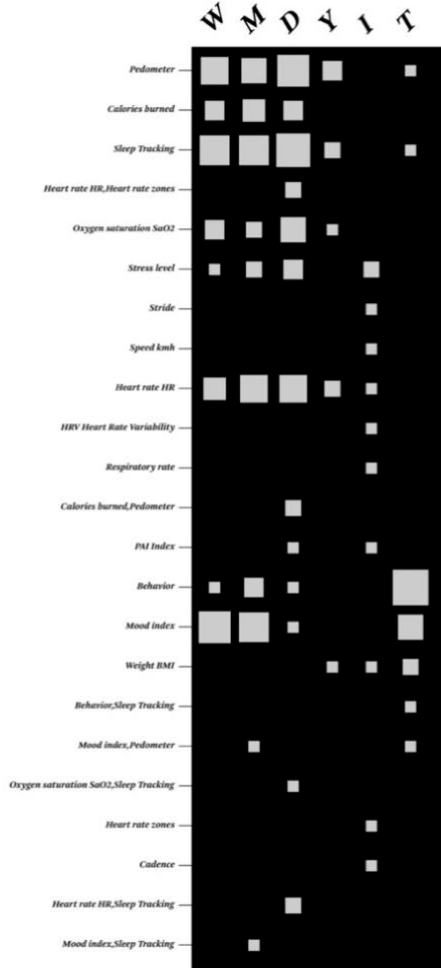 W M D Y I T
Pedometer
Calories burned
Sleep Tracking
Heart rate HR,Heart rate zones
Oxygen saturation SaO2
Stress level
Stride
Speed kmh
Heart rate HR
HRV Heart Rate Variability
Respiratory rate
Calories burned,Pedometer
PAI Index
Behavior
Mood index
Weight BMI
Behavior,Sleep Tracking
Mood index,Pedometer
Oxygen saturation SaO2,Sleep Tracking
Heart rate zones
Cadence
Heart rate HR,Sleep Tracking
Mood index,Sleep Tracking